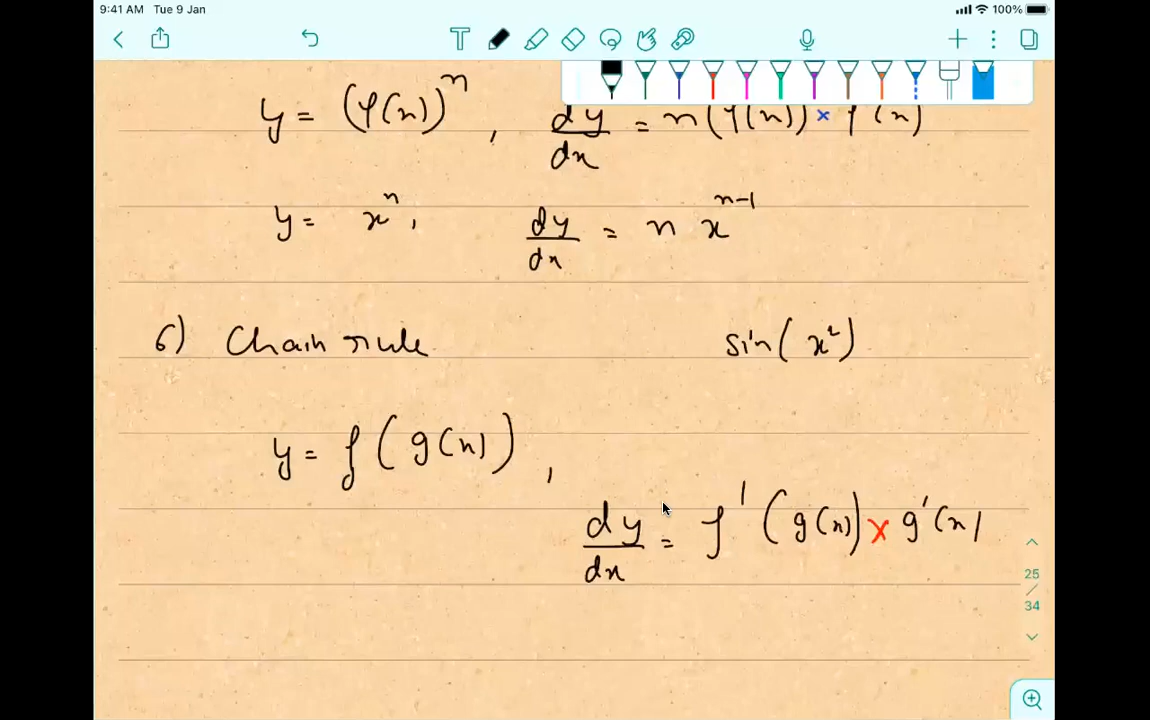 9:41 AM Tue 9 Jan 100%
y = (f(x))^n , dy/dx = n(f(x)) × f'(x)
y = x^n , dy/dx = n x^(n-1)
6) Chain rule sin(x²)
y = f(g(x)) ,
dy/dx = f'(g(x)) × g'(x)
25
/
34